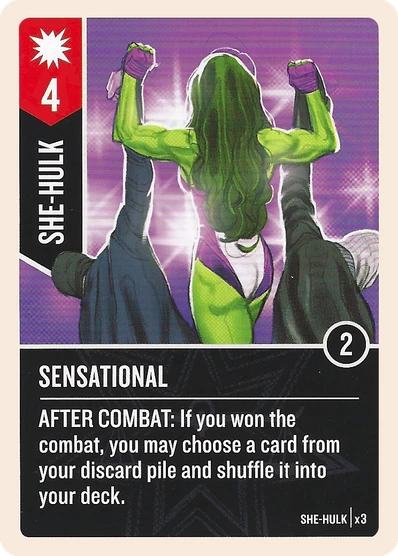 4
SHE-HULK
2
SENSATIONAL
AFTER COMBAT: If you won the
combat, you may choose a card from
your discard pile and shuffle it into
your deck.
SHE-HULK | x3